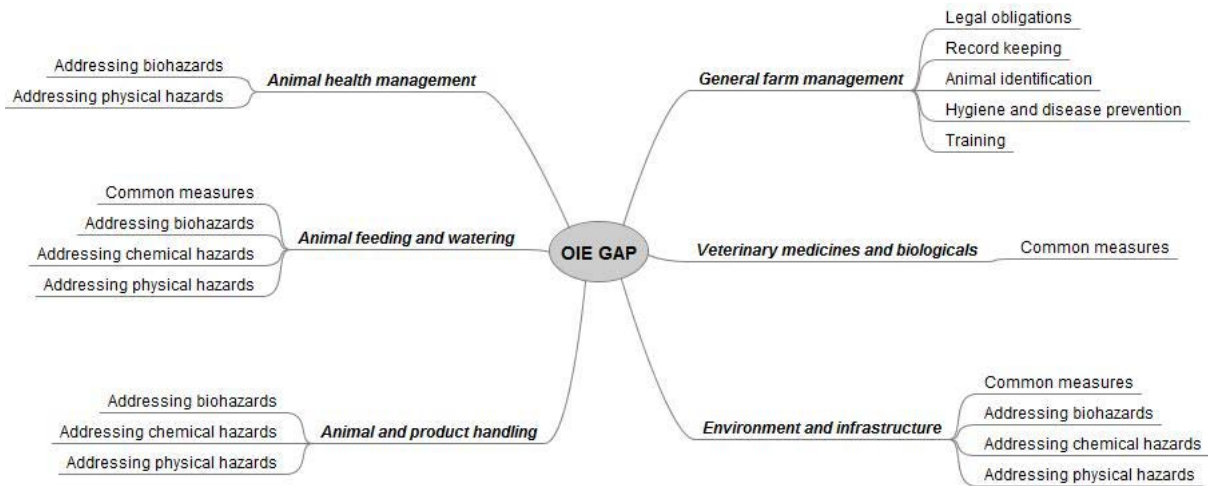 Legal obligations
Record keeping
Animal identification
Hygiene and disease prevention
Training
General farm management
Addressing biohazards
Addressing physical hazards
Animal health management
Common measures
Addressing biohazards
Addressing chemical hazards
Addressing physical hazards
Animal feeding and watering
OIE GAP
Veterinary medicines and biologicals
Common measures
Addressing biohazards
Addressing chemical hazards
Addressing physical hazards
Animal and product handling
Environment and infrastructure
Common measures
Addressing biohazards
Addressing chemical hazards
Addressing physical hazards